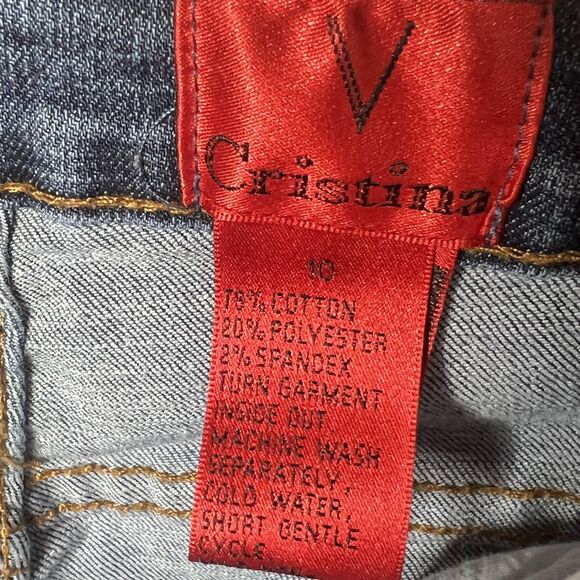 V
Cristina
10
78% COTTON
20% POLYESTER
2% SPANDEX
TURN GARMENT
INSIDE OUT
MACHINE WASH
SEPARATELY,
COLD WATER,
SHORT GENTLE
CYCLE